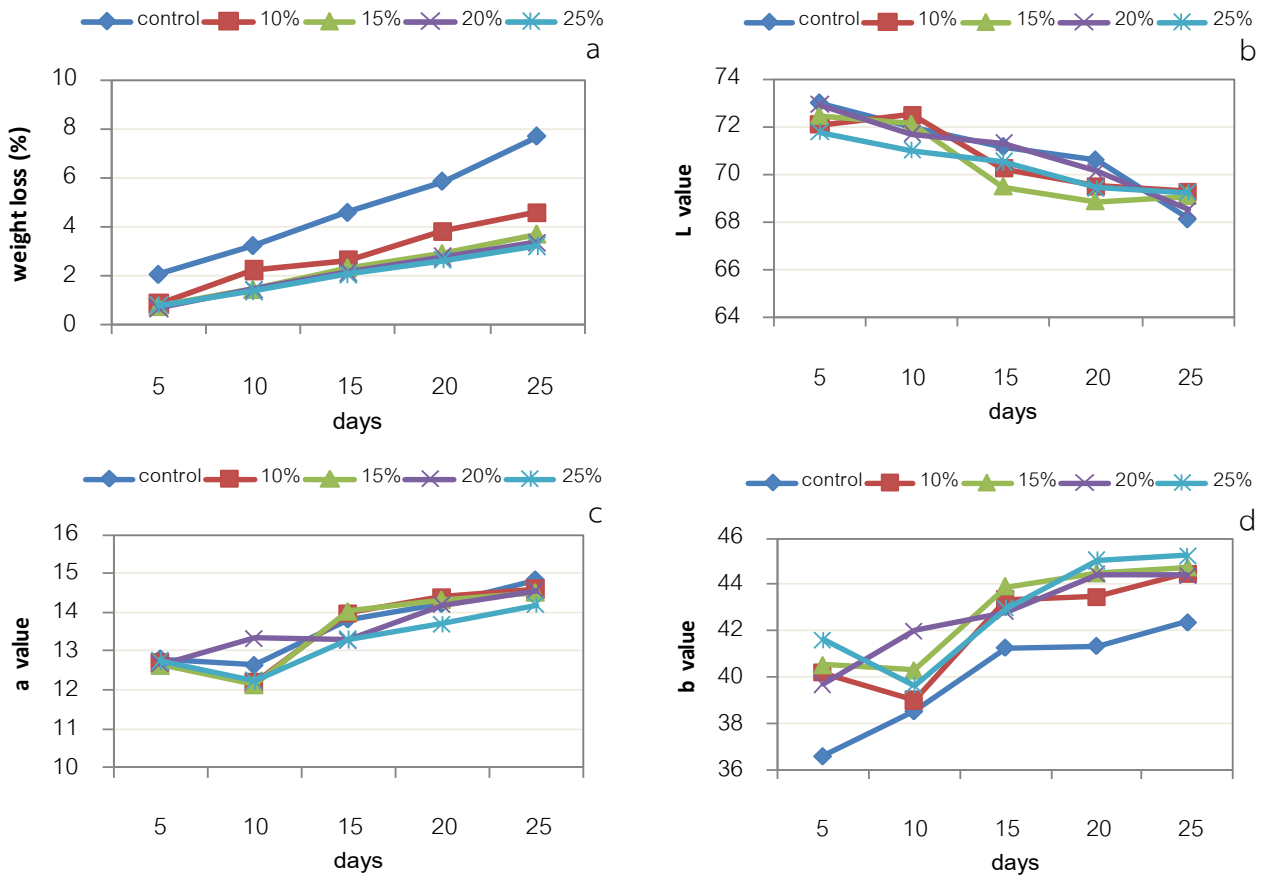 control 10% 15% 20% 25%
a
10
8
6
4
2
0
weight loss (%)
5 10 15 20 25
days
control 10% 15% 20% 25%
b
74
72
70
68
66
64
L value
5 10 15 20 25
days
control 10% 15% 20% 25%
c
16
15
14
13
12
11
10
a value
5 10 15 20 25
days
control 10% 15% 20% 25%
d
46
44
42
40
38
36
b value
5 10 15 20 25
days